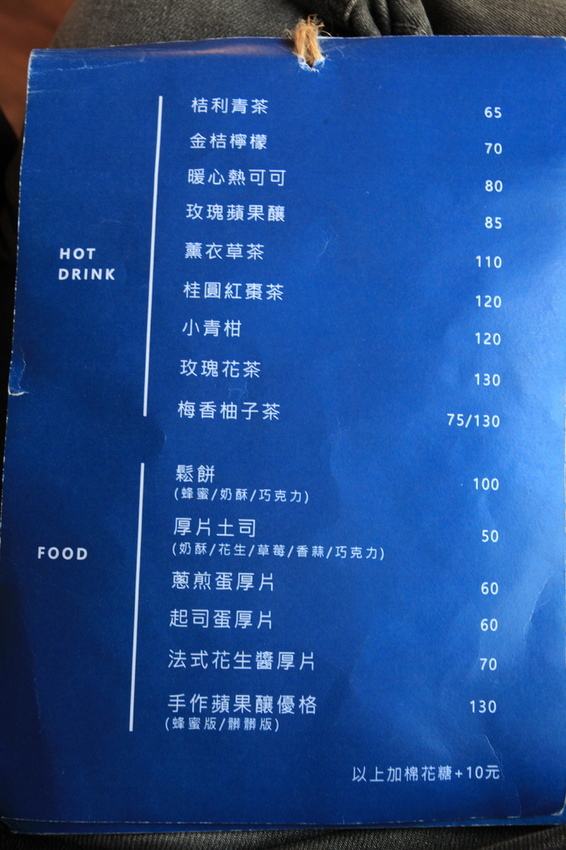 桔利青茶 65
金桔檸檬 70
暖心熱可可 80
玫瑰蘋果釀 85
HOT
DRINK
薰衣草茶 110
桂圓紅棗茶 120
小青柑 120
玫瑰花茶 130
梅香柚子茶 75/130
鬆餅 100
(蜂蜜/奶酥/巧克力)
厚片土司 50
(奶酥/花生/草莓/香蒜/巧克力)
FOOD
蔥煎蛋厚片 60
起司蛋厚片 60
法式花生醬厚片 70
手作蘋果釀優格 130
(蜂蜜版/髒髒版)
以上加棉花糖+10元